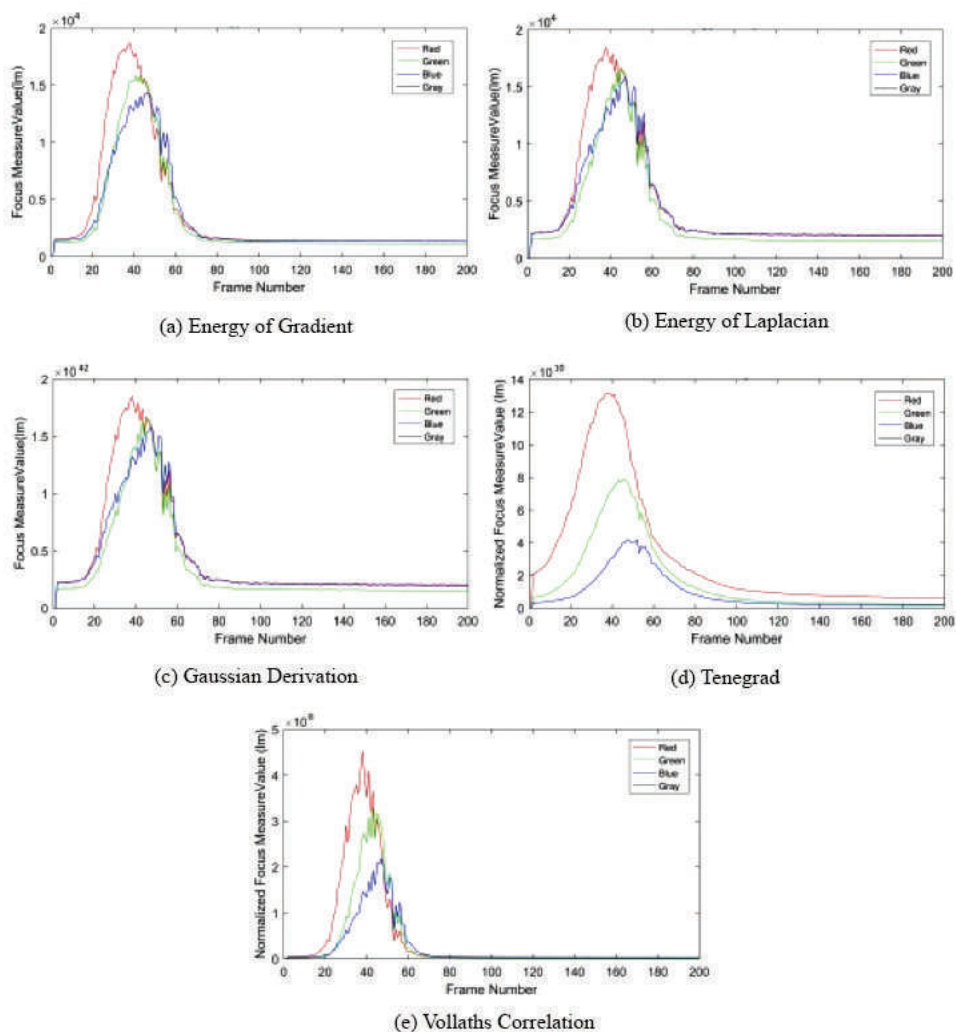 ×10⁴
2
1.5
1
0.5
0
Focus MeasureValue(Im)
Red
Green
Blue
Gray
0 20 40 60 80 100 120 140 160 180 200
Frame Number
(a) Energy of Gradient
×10⁴
2
1.5
1
0.5
0
Focus MeasureValue(Im)
Red
Green
Blue
Gray
0 20 40 60 80 100 120 140 160 180 200
Frame Number
(b) Energy of Laplacian
×10⁴²
2
1.5
1
0.5
0
Focus MeasureValue(Im)
Red
Green
Blue
Gray
0 20 40 60 80 100 120 140 160 180 200
Frame Number
(c) Gaussian Derivation
14
12
10
8
6
4
2
0
Normalized Focus MeasureValue (Im)
Red
Green
Blue
Gray
0 20 40 60 80 100 120 140 160 180 200
Frame Number
(d) Tenegrad
5
4
3
2
1
0
Normalized Focus MeasureValue (Im)
Red
Green
Blue
Gray
0 20 40 60 80 100 120 140 160 180 200
Frame Number
(e) Vollaths Correlation